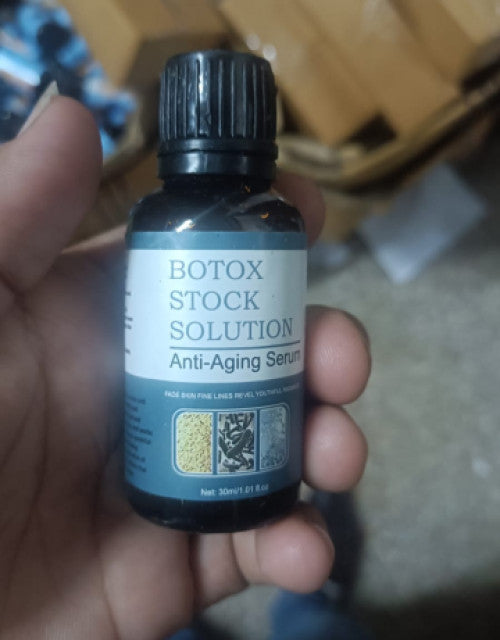 BOTOX
STOCK
SOLUTION
Anti-Aging Serum
FADE SKIN FINE LINES REVEL YOUTHFUL
Net: 30ml/1.01 fl.oz